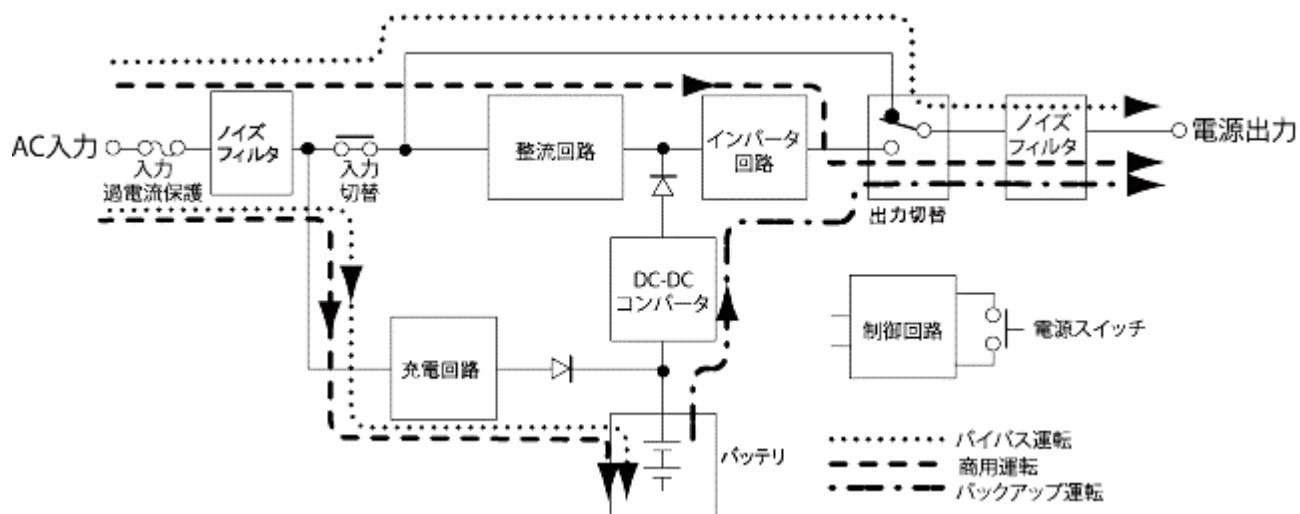 AC入力
入力
過電流保護
ノイズ
フィルタ
入力
切替
整流回路
インバータ
回路
出力切替
ノイズ
フィルタ
電源出力
DC-DC
コンバータ
充電回路
バッテリ
制御回路
電源スイッチ
バイパス運転
商用運転
バックアップ運転